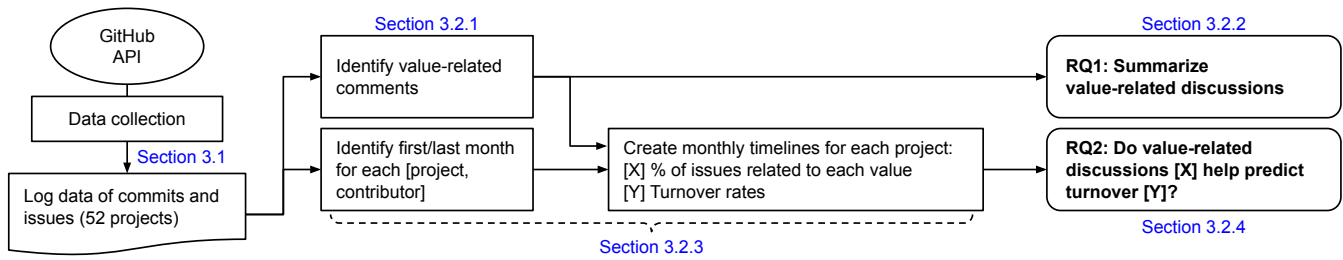 GitHub
API
Data collection
Section 3.1
Log data of commits and
issues (52 projects)
Section 3.2.1
Identify value-related
comments
Identify first/last month
for each [project,
contributor]
Create monthly timelines for each project:
[X] % of issues related to each value
[Y] Turnover rates
Section 3.2.3
Section 3.2.2
RQ1: Summarize
value-related discussions
RQ2: Do value-related
discussions [X] help predict
turnover [Y]?
Section 3.2.4